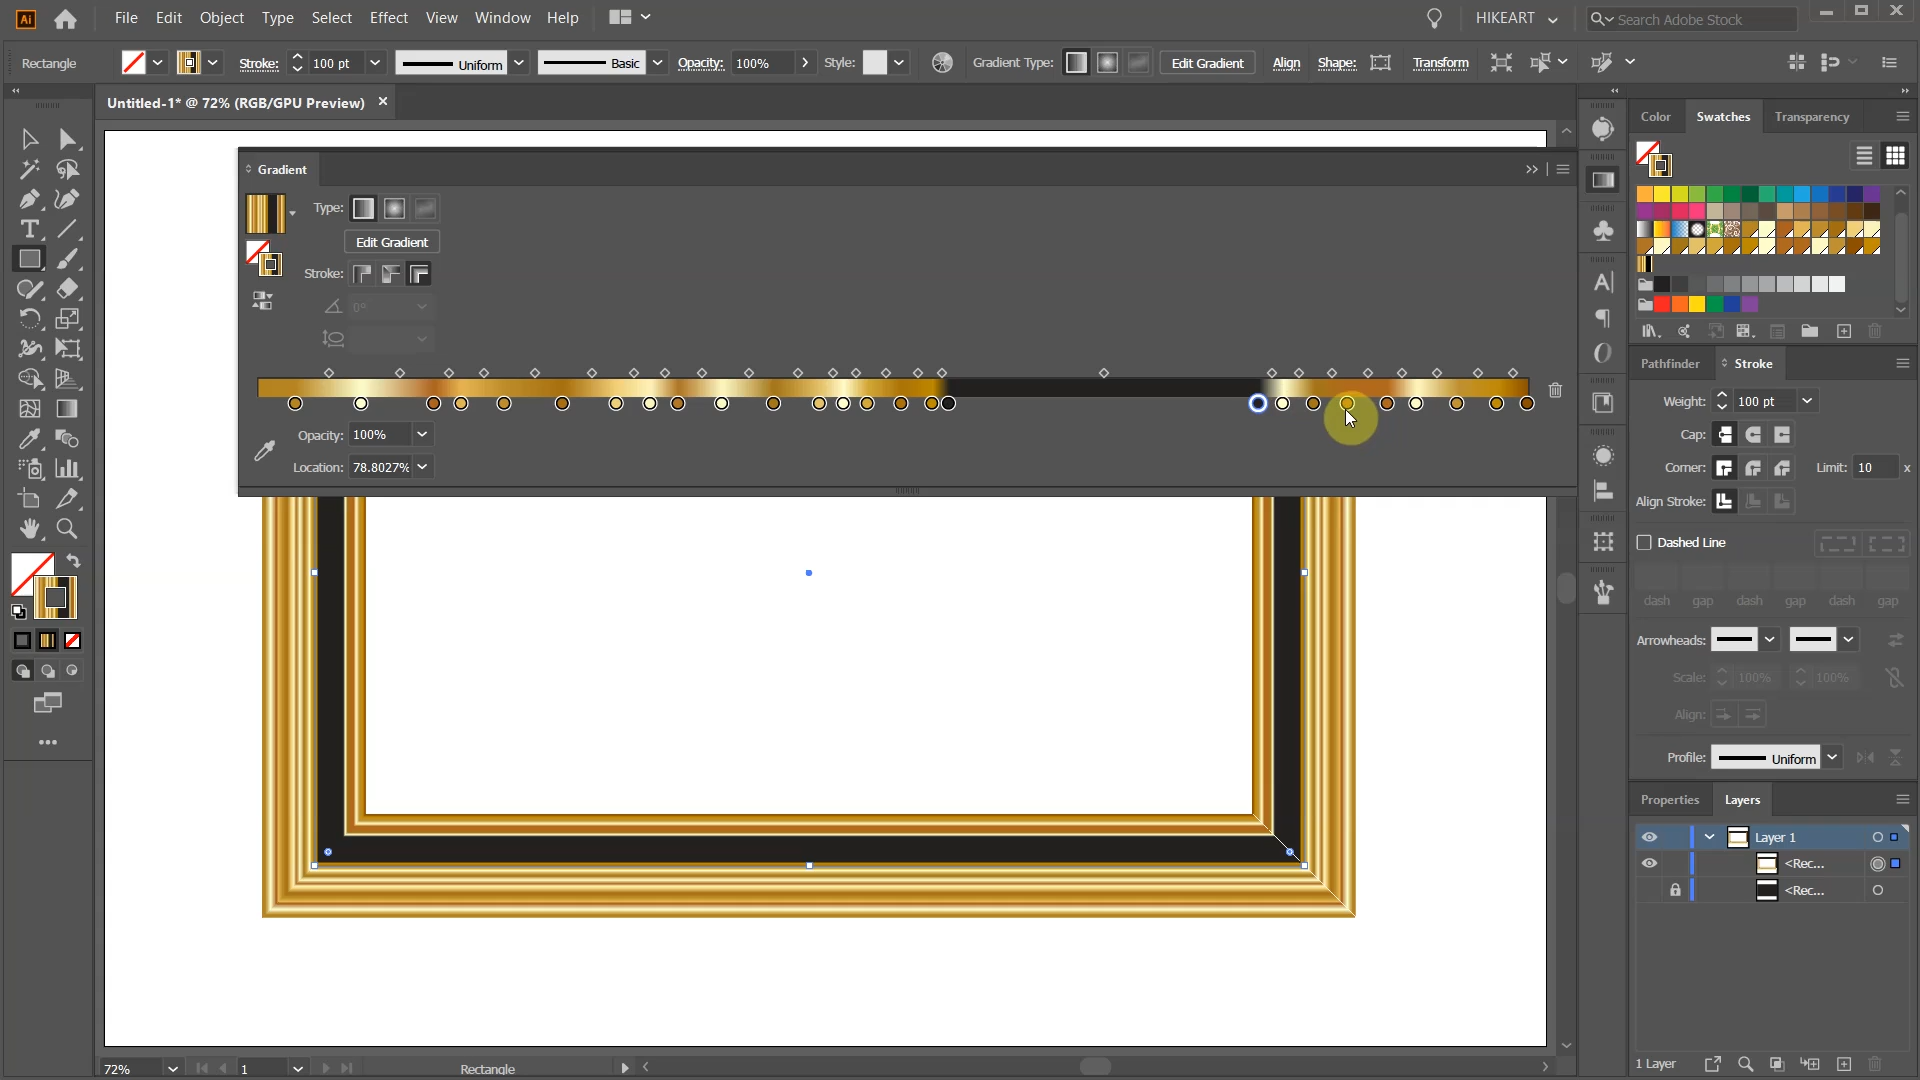 Ai File Edit Object Type Select Effect View Window Help HIKEART Search Adobe Stock
Rectangle Stroke: 100 pt Uniform Basic Opacity: 100% Style: Gradient Type: Edit Gradient Align Shape: Transform
Untitled-1* @ 72% (RGB/GPU Preview)
Color Swatches Transparency
Gradient
Type:
Edit Gradient
Stroke:
0°
Opacity: 100%
Location: 78.8027%
Pathfinder Stroke
Weight: 100 pt
Cap:
Corner: Limit: 10 x
Align Stroke:
Dashed Line
dash gap dash gap dash gap
Arrowheads:
Scale: 100% 100%
Align:
Profile: Uniform
Properties Layers
Layer 1
<Rec...
<Rec...
1 Layer
72% 1 Rectangle